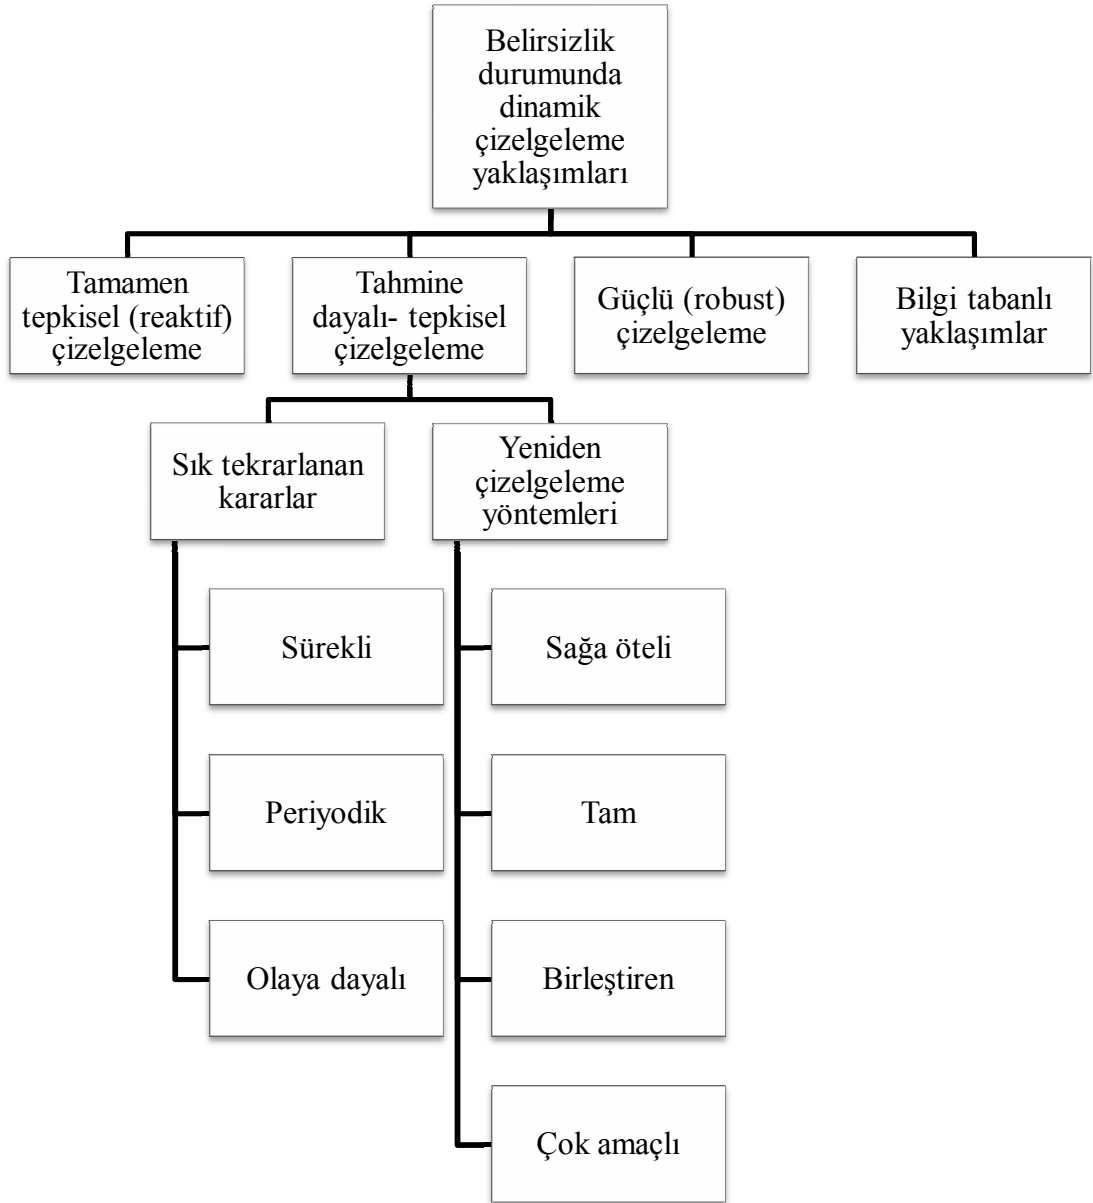 Belirsizlik
durumunda
dinamik
çizelgeleme
yaklaşımları
Tamamen
tepkisel (reaktif)
çizelgeleme
Tahmine
dayalı- tepkisel
çizelgeleme
Güçlü (robust)
çizelgeleme
Bilgi tabanlı
yaklaşımlar
Sık tekrarlanan
kararlar
Yeniden
çizelgeleme
yöntemleri
Sürekli
Sağa öteli
Periyodik
Tam
Olaya dayalı
Birleştiren
Çok amaçlı